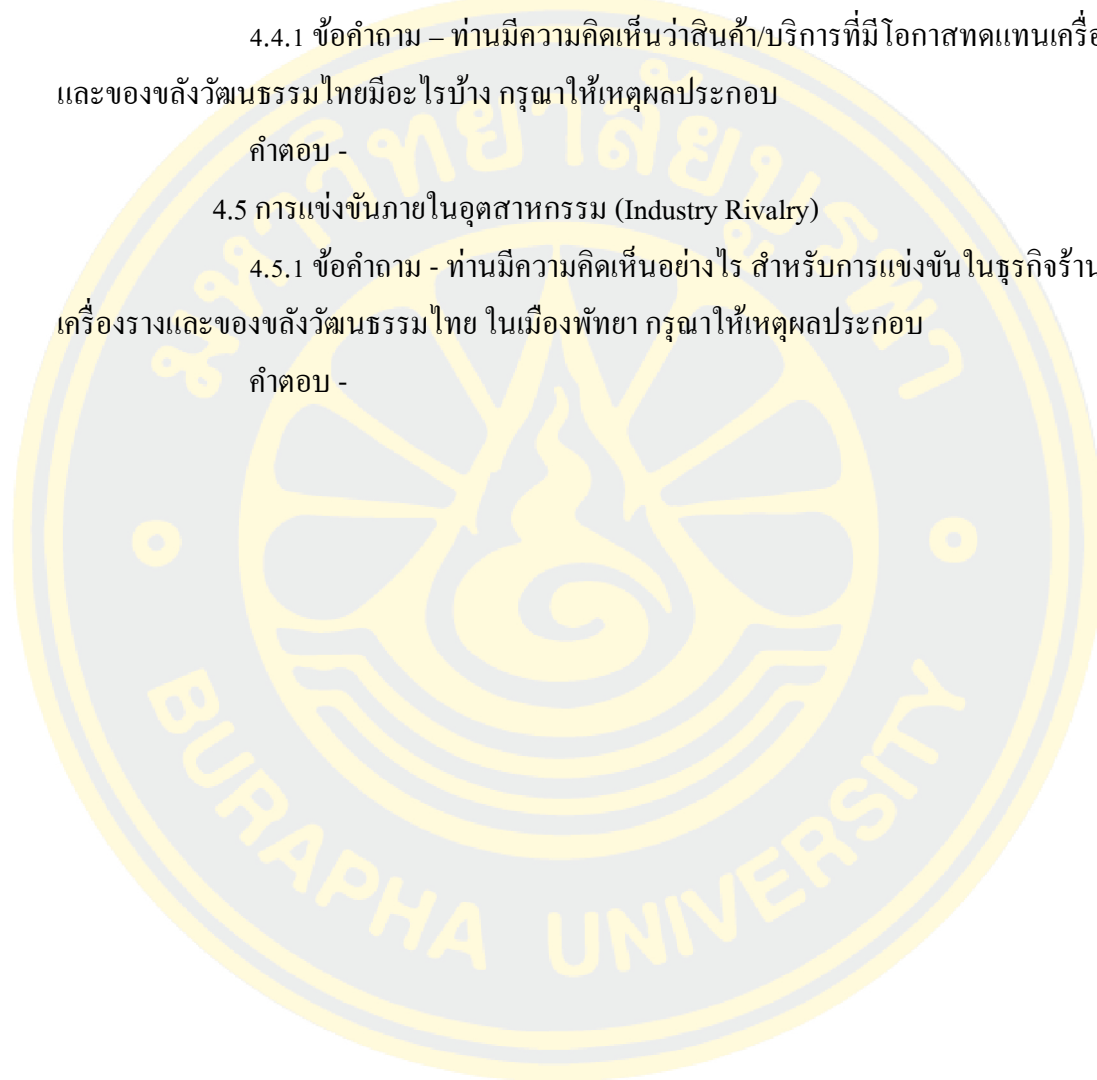 4.4.1 ข้อคำถาม – ท่านมีความคิดเห็นว่าสินค้า/บริการที่มีโอกาสทดแทน
และของขลังวัฒนธรรมไทยมีอะไรบ้าง กรุณาให้เหตุผลประกอบ
คำตอบ -
4.5 การแข่งขันภายในอุตสาหกรรม (Industry Rivalry)
4.5.1 ข้อคำถาม - ท่านมีความคิดเห็นอย่างไร สำหรับการแข่งขันในธุรกิจร้าน
เครื่องรางและของขลังวัฒนธรรมไทย ในเมืองพัทยา กรุณาให้เหตุผลประกอบ
คำตอบ -
มหาวิทยาลัยบูรพา
BURAPHA UNIVERSITY